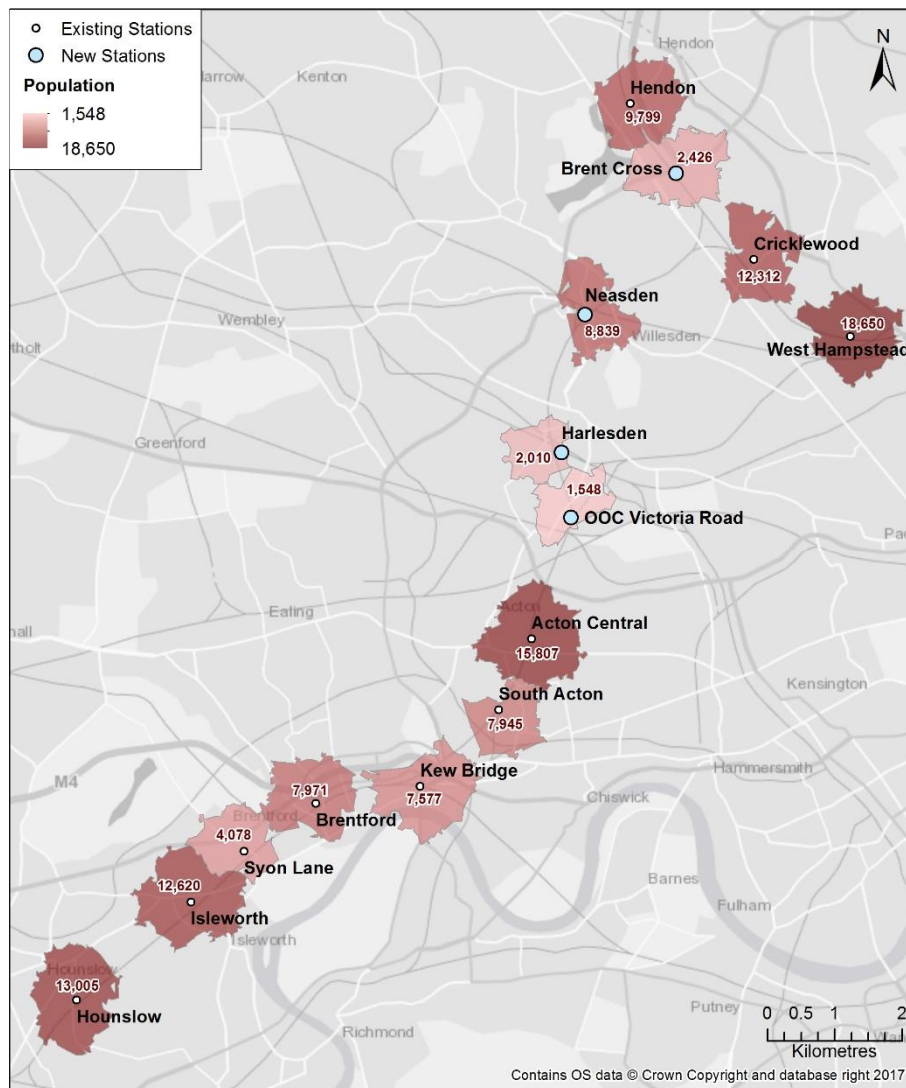 Existing Stations
New Stations
Population
1,548
18,650
N
Hendon
Kenton
Hendon
9,799
2,426
Brent Cross
Cricklewood
12,312
Neasden
8,839
Willesden
18,650
West Hampstead
Wembley
Greenford
Harlesden
2,010
1,548
OOC Victoria Road
Ealing
Acton
Acton Central
15,807
Kensington
South Acton
7,945
Kew Bridge
7,577
Hammersmith
M4
Chiswick
7,971
Brentford
Brentford
4,078
Syon Lane
12,620
Isleworth
Isleworth
Barnes
Fulham
Hounslow
13,005
Hounslow
Putney
Richmond
0 0.5 1 2
Kilometres
Contains OS data © Crown Copyright and database right 2017